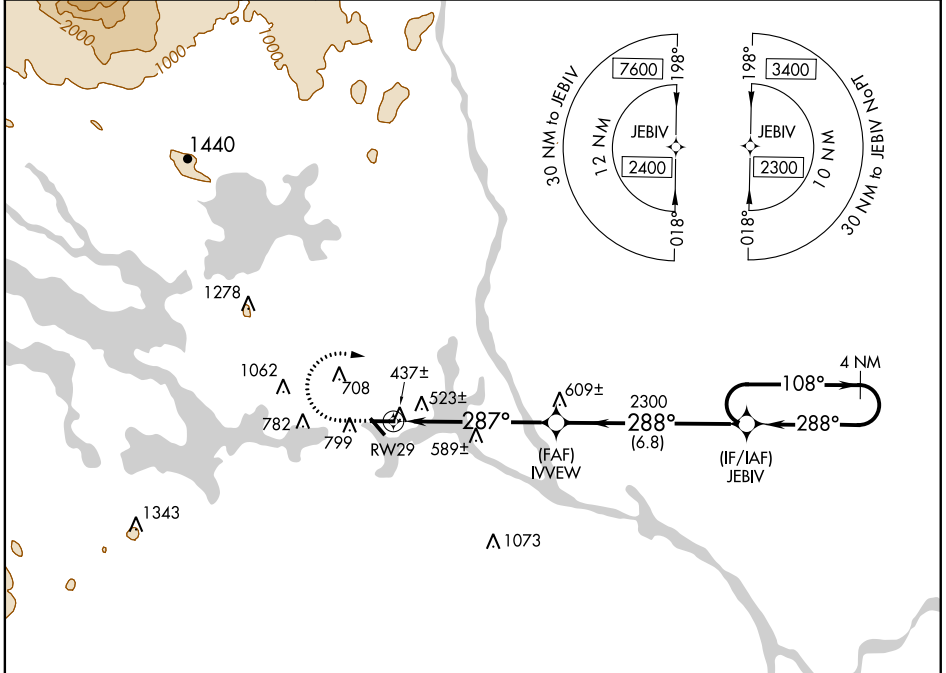 2000
1000
1000
1440
1278
1062
708
437±
523±
782
799
RW29
589±
287°
609±
(FAF)
IVVEW
2300
288°
(6.8)
(IF/IAF)
JEBIV
108°
4 NM
288°
1343
1073
30 NM to JEBIV
7600
198°
12 NM
JEBIV
2400
018°
198°
3400
30 NM to JEBIV NoPT
JEBIV
10 NM
2300
018°